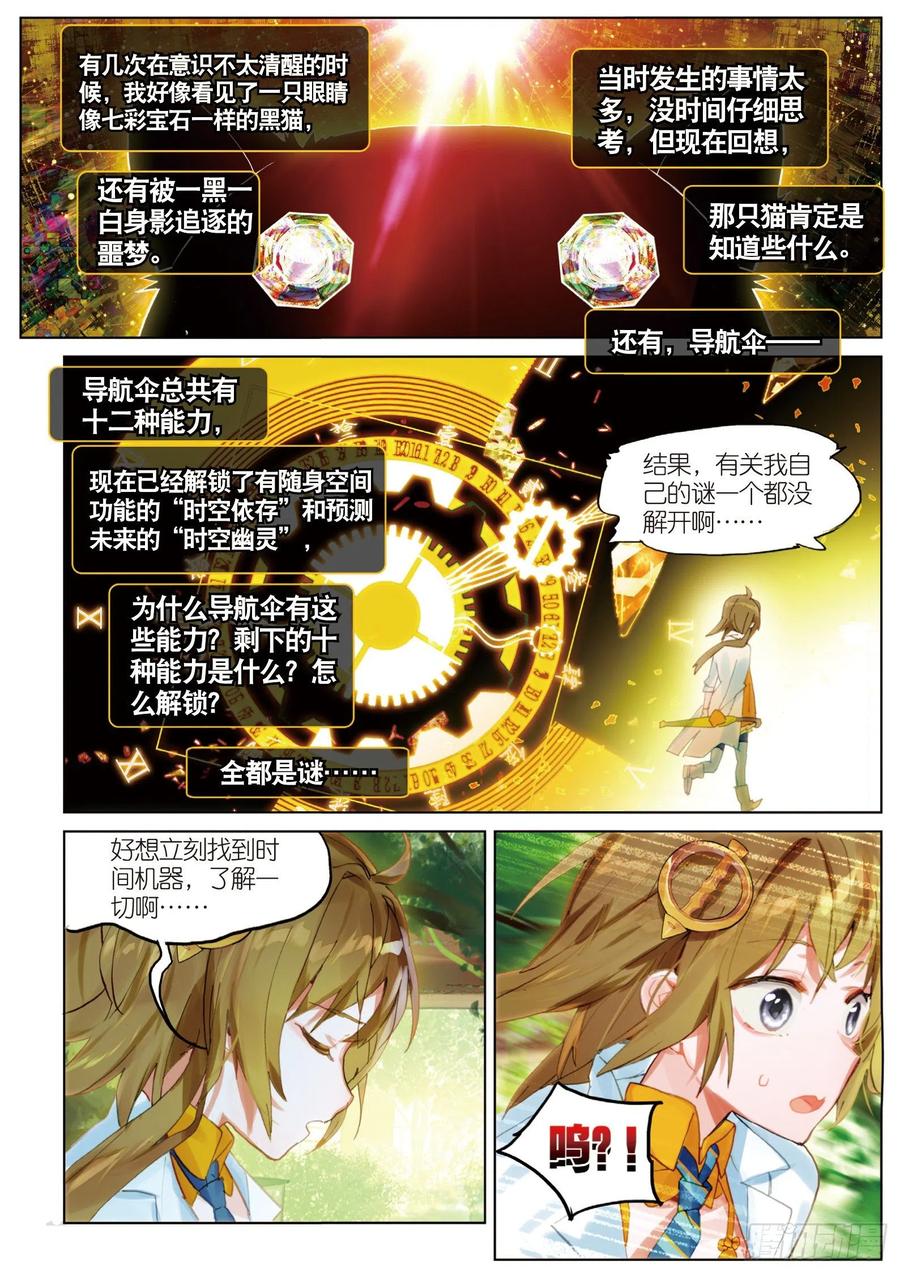 有几次在意识不太清醒的时
候，我好像看见了一只眼睛
像七彩宝石一样的黑猫，
还有被一黑一
白身影追逐的
噩梦。
当时发生的事情太
多，没时间仔细思
考，但现在回想，
那只猫肯定是
知道些什么。
还有，导航伞——
导航伞总共有
十二种能力，
现在已经解锁了有随身空间
功能的“时空依存”和预测
未来的“时空幽灵”，
为什么导航伞有这
些能力？剩下的十
种能力是什么？怎
么解锁？
全都是谜……
结果，有关我自
己的谜一个都没
解开啊……
好想立刻找到时
间机器，了解一
切啊……
呜？！
腾讯动漫